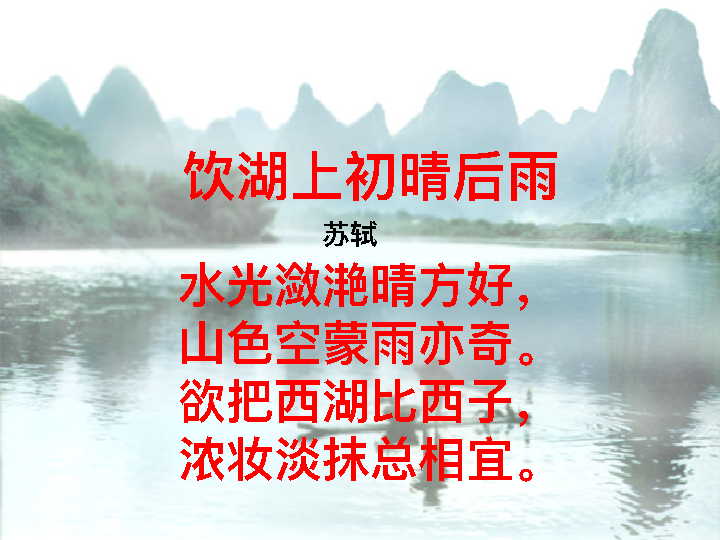 饮湖上初晴后雨
苏轼
水光潋滟晴方好，
山色空蒙雨亦奇。
欲把西湖比西子，
浓妆淡抹总相宜。